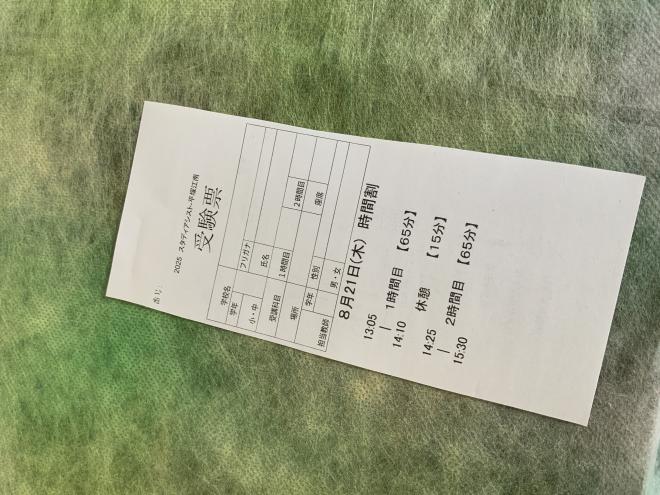 番号
2025 スタディアシスト・平塚江南
受験票
学校名
学年 フリガナ
小・中 氏名
受講科目 1時間目 2時間目
場所 座席
学年 性別
担当教師 男・女
8月21日(木) 時間割
13:05
|
14:10
1時間目 【65分】
休憩 【15分】
14:25
|
15:30
2時間目 【65分】